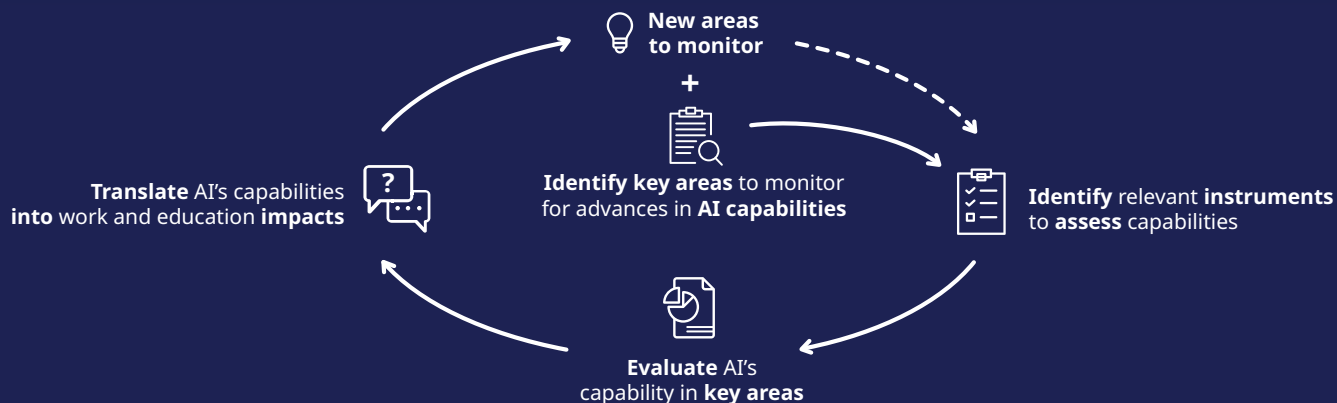 New areas
to monitor
+
Identify key areas to monitor
for advances in AI capabilities
Identify relevant instruments
to assess capabilities
Evaluate AI's
capability in key areas
Translate AI's capabilities
into work and education impacts
?